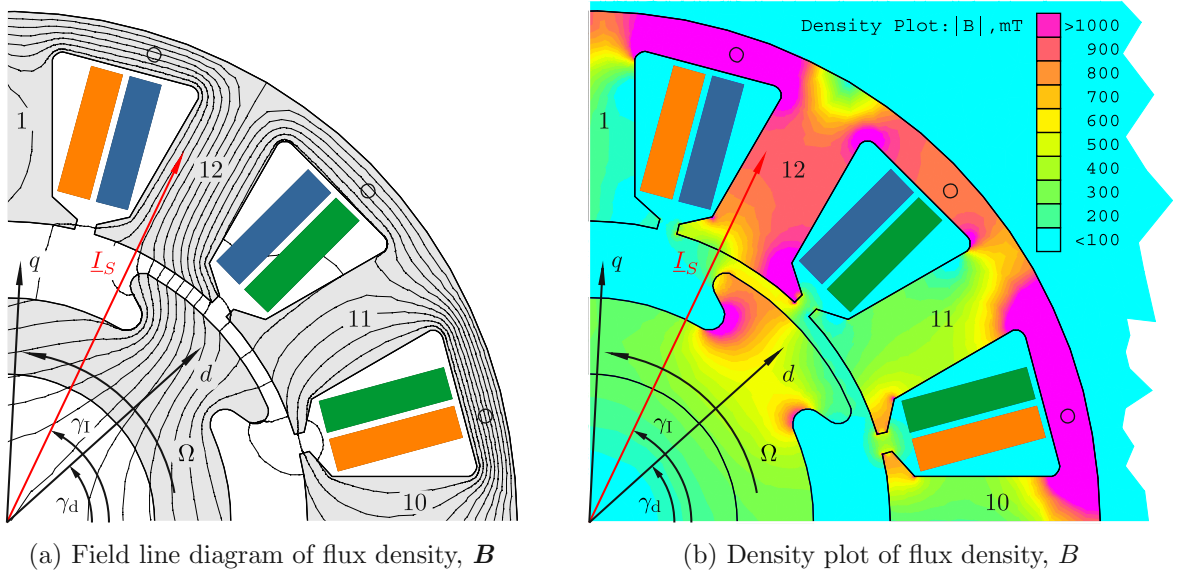 1
12
q
I_S
11
d
γ_I
Ω
γ_d
10
Density Plot: |B| ,mT
>1000
900
800
700
600
500
400
300
200
<100
1
12
q
I_S
11
d
γ_I
Ω
γ_d
10
(a) Field line diagram of flux density, B
(b) Density plot of flux density, B